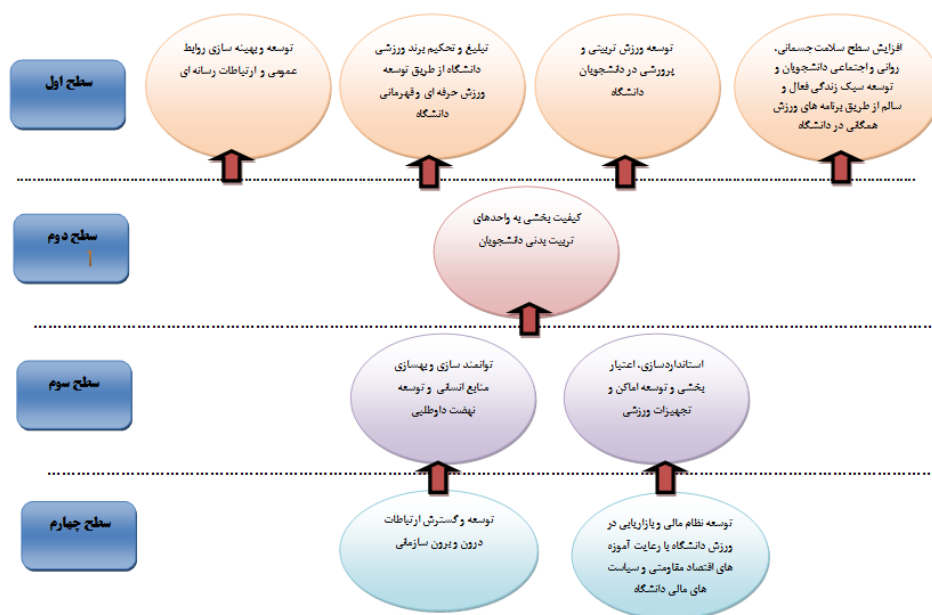 سطح اول
افزایش سطح سلامت جسمانی،
روانی و اجتماعی دانشجویان و
توسعه سبک زندگی فعال و
سالم از طریق برنامه های ورزش
همگانی در دانشگاه
توسعه ورزش تربیتی و
پرورشی در دانشجویان
دانشگاه
تبلیغ و تحکیم برند ورزشی
دانشگاه از طریق توسعه
ورزش حرفه ای و قهرمانی
دانشگاه
توسعه و بهینه سازی روابط
عمومی و ارتباطات رسانه ای
سطح دوم
أ
کیفیت بخشی به واحدهای
تربیت بدنی دانشجویان
سطح سوم
استانداردسازی، اعتبار
بخشی و توسعه اماکن و
تجهیزات ورزشی
توانمند سازی و بهسازی
منابع انسانی و توسعه
نهضت داوطلبی
سطح چهارم
توسعه نظام مالی و بازاریابی در
ورزش دانشگاه با رعایت آموزه
های اقتصاد مقاومتی و سیاست
های مالی دانشگاه
توسعه و گسترش ارتباطات
درون و برون سازمانی